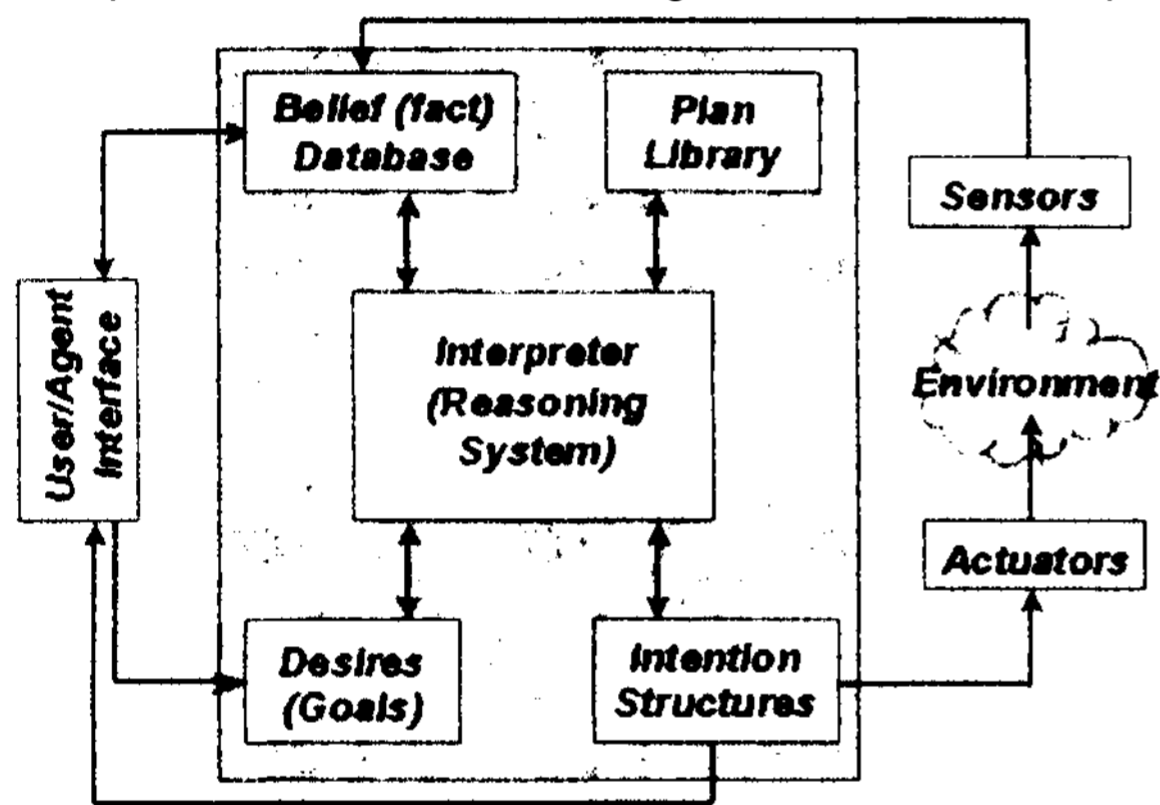 Belief (fact)
Database
Plan
Library
Sensors
User/Agent
Interface
Interpreter
(Reasoning
System)
Environment
Actuators
Desires
(Goals)
Intention
Structures